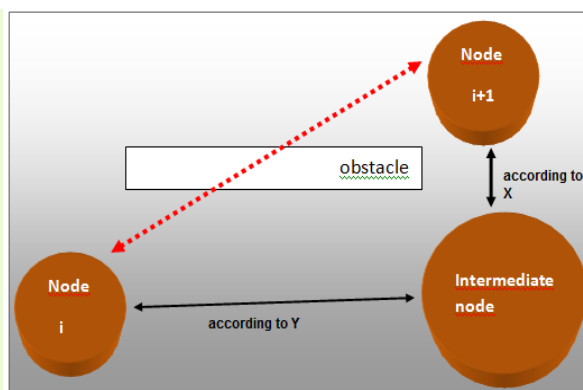 Node
i+1
obstacle
according to
X
Node
i
Intermediate
node
according to Y